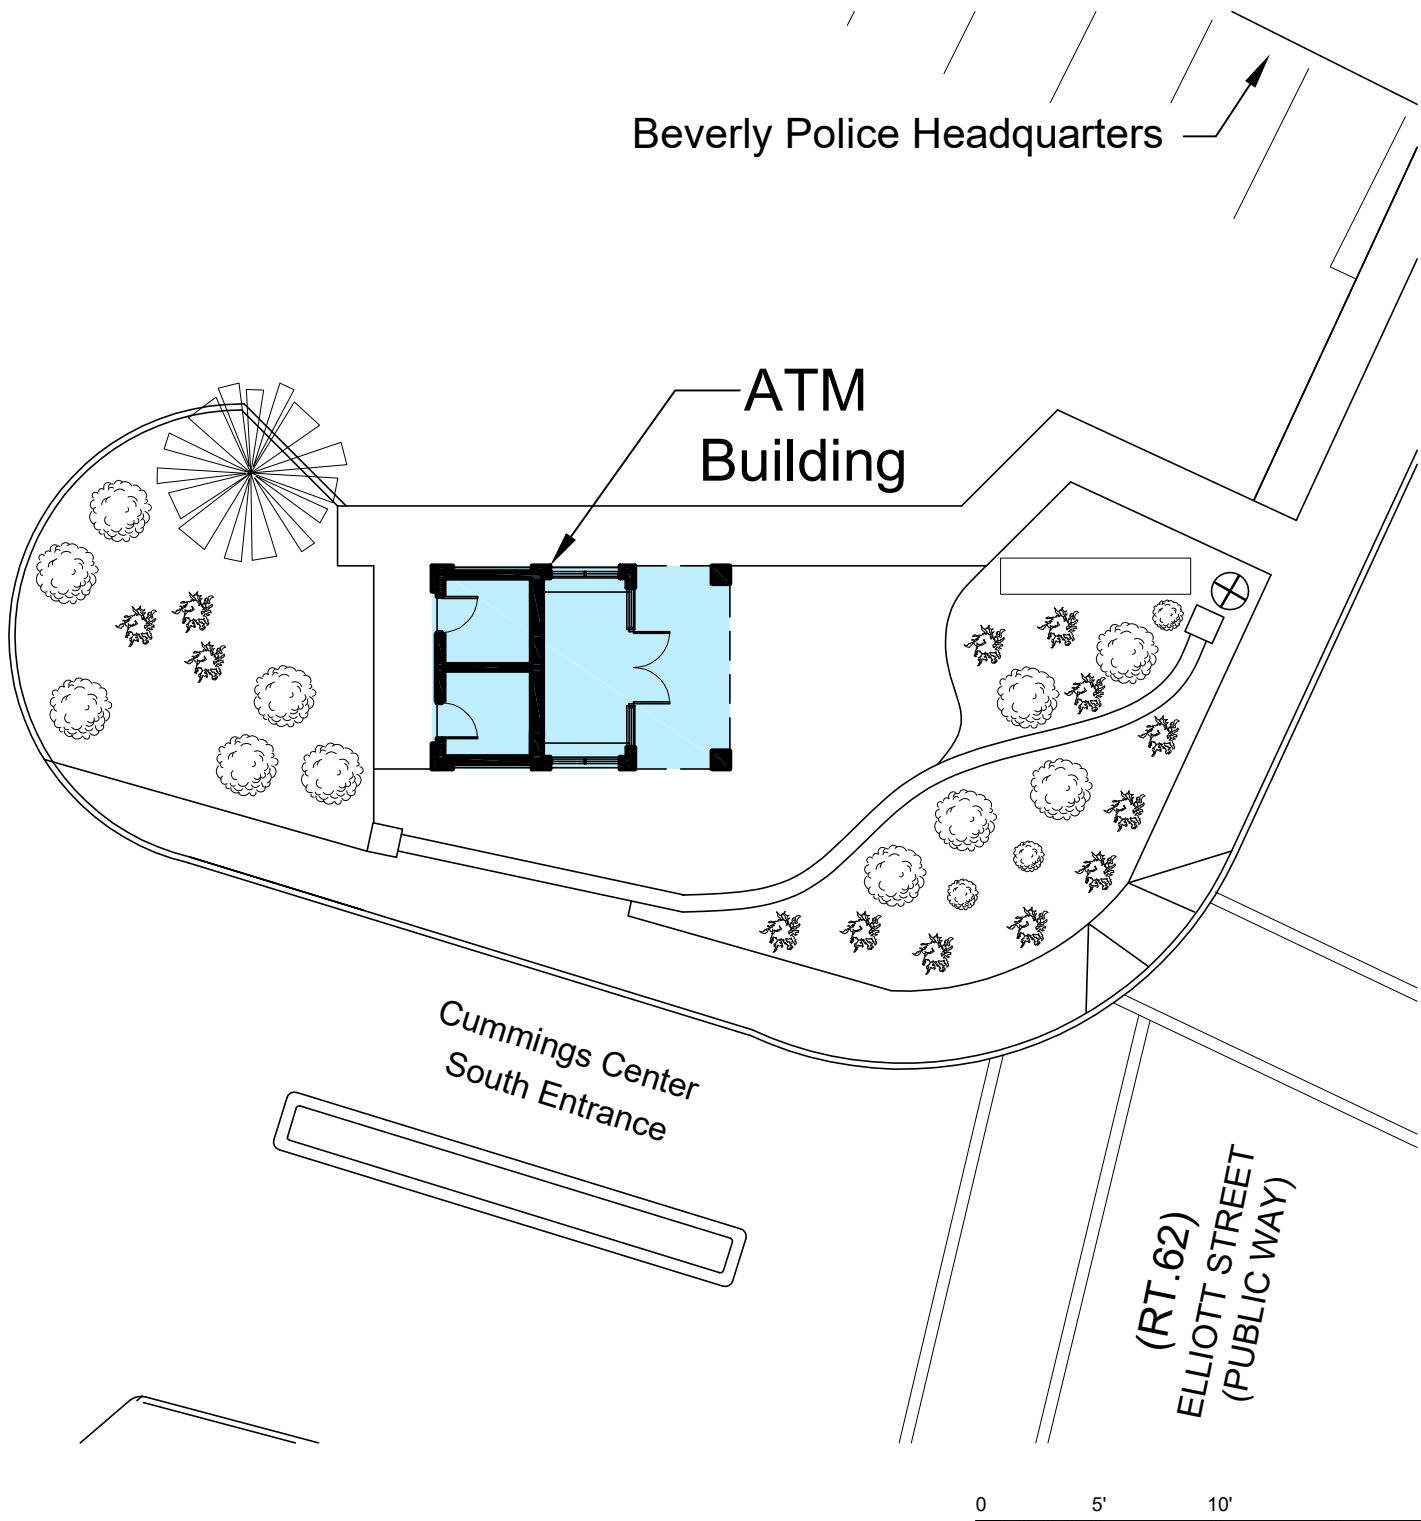 Beverly Police Headquarters
ATM
Building
Cummings Center
South Entrance
(RT.62)
ELLIOTT STREET
(PUBLIC WAY)
0 5' 10'